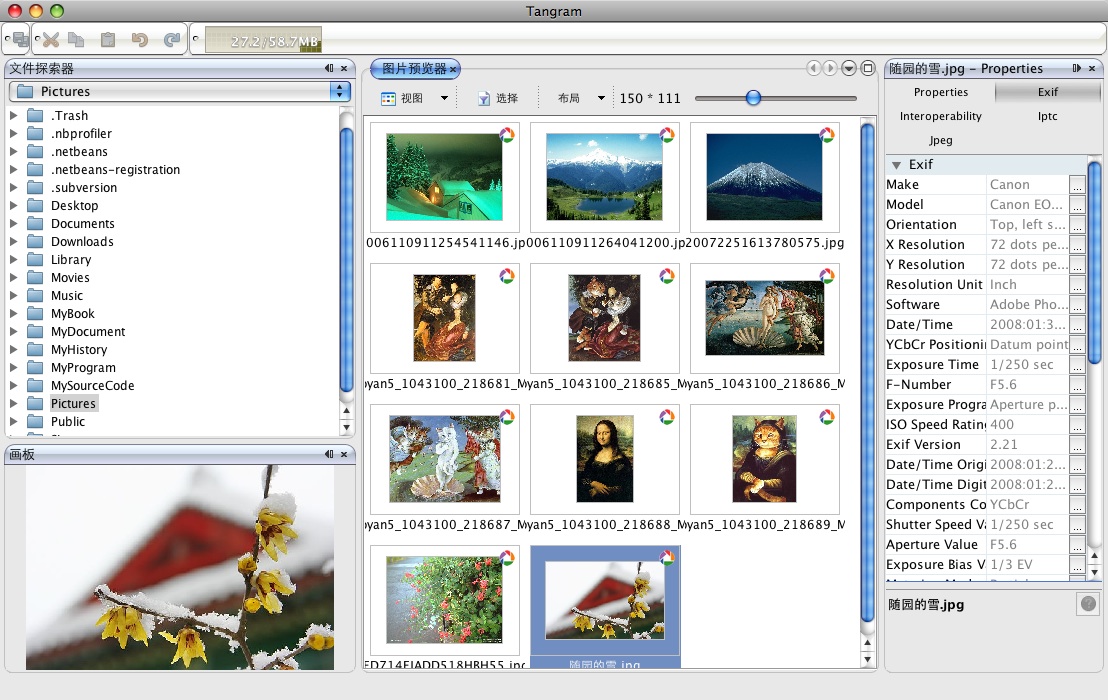 Tangram
27.2/58.7MB
文件探索器
Pictures
.Trash
.nbprofiler
.netbeans
.netbeans-registration
.subversion
Desktop
Documents
Downloads
Library
Movies
Music
MyBook
MyDocument
MyHistory
MyProgram
MySourceCode
Pictures
Public
画板
图片预览器
视图 选择 布局 150 * 111
006110911254541146.jp 006110911264041200.jp 20072251613780575.jpg
yan5_1043100_218681_M yan5_1043100_218685_M yan5_1043100_218686_M
yan5_1043100_218687_M yan5_1043100_218688_M yan5_1043100_218689_M
随园的雪.jpg
随园的雪.jpg - Properties
Properties Exif
Interoperability Iptc
Jpeg
Exif
Make Canon ...
Model Canon EO... ...
Orientation Top, left s... ...
X Resolution 72 dots pe... ...
Y Resolution 72 dots pe... ...
Resolution Unit Inch ...
Software Adobe Pho... ...
Date/Time 2008:01:3... ...
YCbCr Positionin Datum point ...
Exposure Time 1/250 sec ...
F-Number F5.6 ...
Exposure Progra Aperture p... ...
ISO Speed Rating 400 ...
Exif Version 2.21 ...
Date/Time Origi 2008:01:2... ...
Date/Time Digit 2008:01:2... ...
Components Co YCbCr ...
Shutter Speed Va 1/250 sec ...
Aperture Value F5.6 ...
Exposure Bias V 1/3 EV ...
随园的雪.jpg